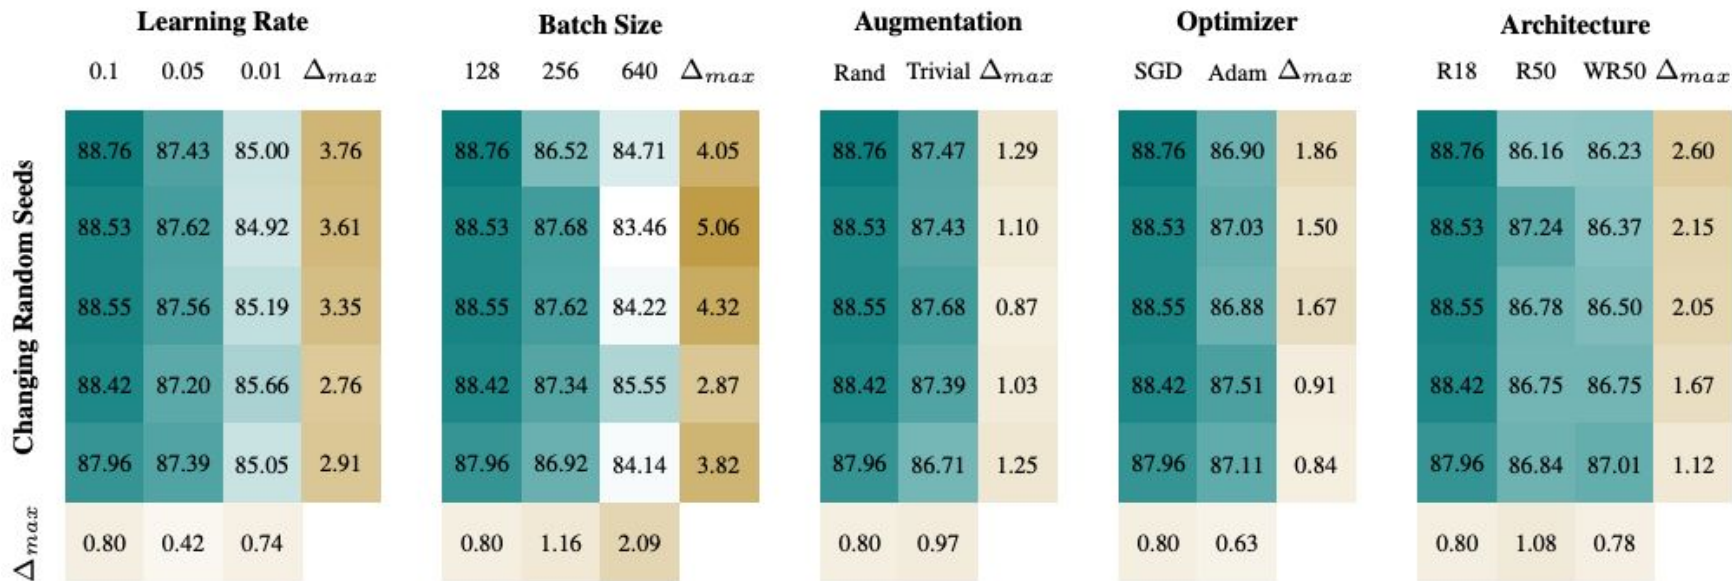 Learning Rate Batch Size Augmentation Optimizer Architecture
0.1 0.05 0.01 Δmax 128 256 640 Δmax Rand Trivial Δmax SGD Adam Δmax R18 R50 WR50 Δmax
Changing Random Seeds
88.76 87.43 85.00 3.76 88.76 86.52 84.71 4.05 88.76 87.47 1.29 88.76 86.90 1.86 88.76 86.16 86.23 2.60
88.53 87.62 84.92 3.61 88.53 87.68 83.46 5.06 88.53 87.43 1.10 88.53 87.03 1.50 88.53 87.24 86.37 2.15
88.55 87.56 85.19 3.35 88.55 87.62 84.22 4.32 88.55 87.68 0.87 88.55 86.88 1.67 88.55 86.78 86.50 2.05
88.42 87.20 85.66 2.76 88.42 87.34 85.55 2.87 88.42 87.39 1.03 88.42 87.51 0.91 88.42 86.75 86.75 1.67
87.96 87.39 85.05 2.91 87.96 86.92 84.14 3.82 87.96 86.71 1.25 87.96 87.11 0.84 87.96 86.84 87.01 1.12
Δmax 0.80 0.42 0.74 0.80 1.16 2.09 0.80 0.97 0.80 0.63 0.80 1.08 0.78